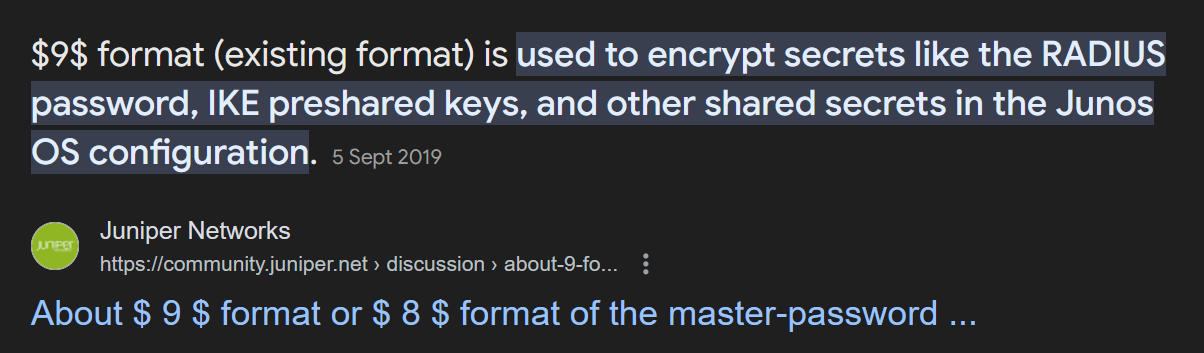 $9$ format (existing format) is used to encrypt secrets like the RADIUS
password, IKE preshared keys, and other shared secrets in the Junos
OS configuration. 5 Sept 2019
JUNIPER
Juniper Networks
https://community.juniper.net › discussion › about-9-fo...
About $ 9 $ format or $ 8 $ format of the master-password ...